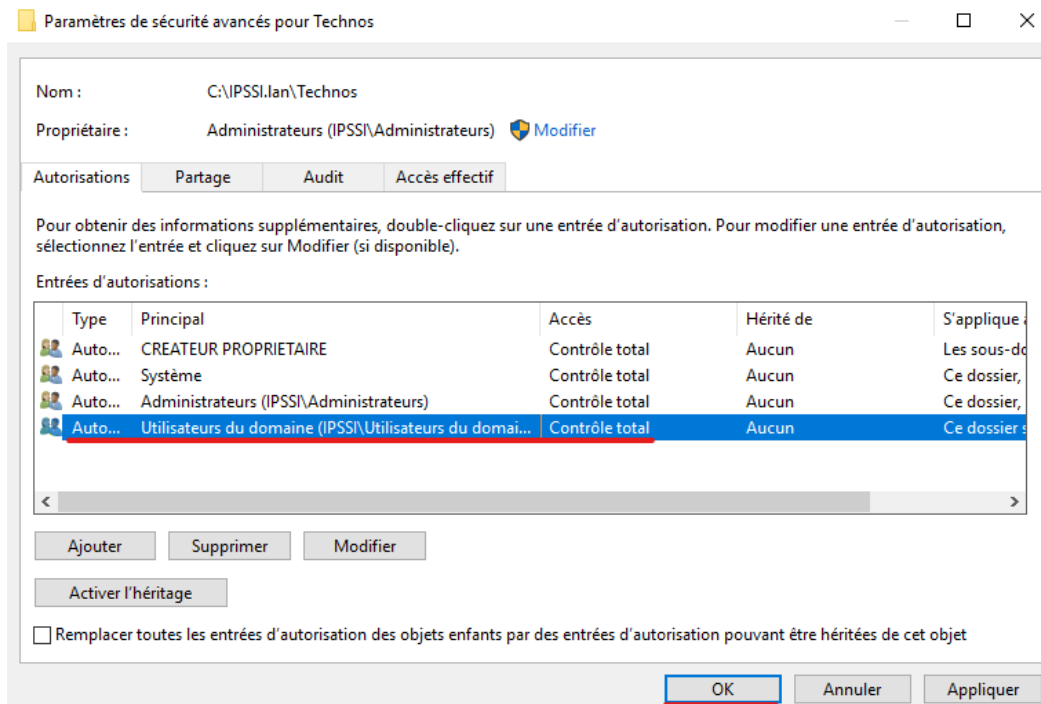 Paramètres de sécurité avancés pour Technos
Nom : C:\IPSSI.lan\Technos
Propriétaire : Administrateurs (IPSSI\Administrateurs) Modifier
Autorisations Partage Audit Accès effectif
Pour obtenir des informations supplémentaires, double-cliquez sur une entrée d'autorisation. Pour modifier une entrée d'autorisation,
sélectionnez l'entrée et cliquez sur Modifier (si disponible).
Entrées d'autorisations :
Type Principal Accès Hérité de S'applique
Auto... CREATEUR PROPRIETAIRE Contrôle total Aucun Les sous-do
Auto... Système Contrôle total Aucun Ce dossier,
Auto... Administrateurs (IPSSI\Administrateurs) Contrôle total Aucun Ce dossier,
Auto... Utilisateurs du domaine (IPSSI\Utilisateurs du domai... Contrôle total Aucun Ce dossier s
Ajouter Supprimer Modifier
Activer l'héritage
Remplacer toutes les entrées d'autorisation des objets enfants par des entrées d'autorisation pouvant être héritées de cet objet
OK Annuler Appliquer